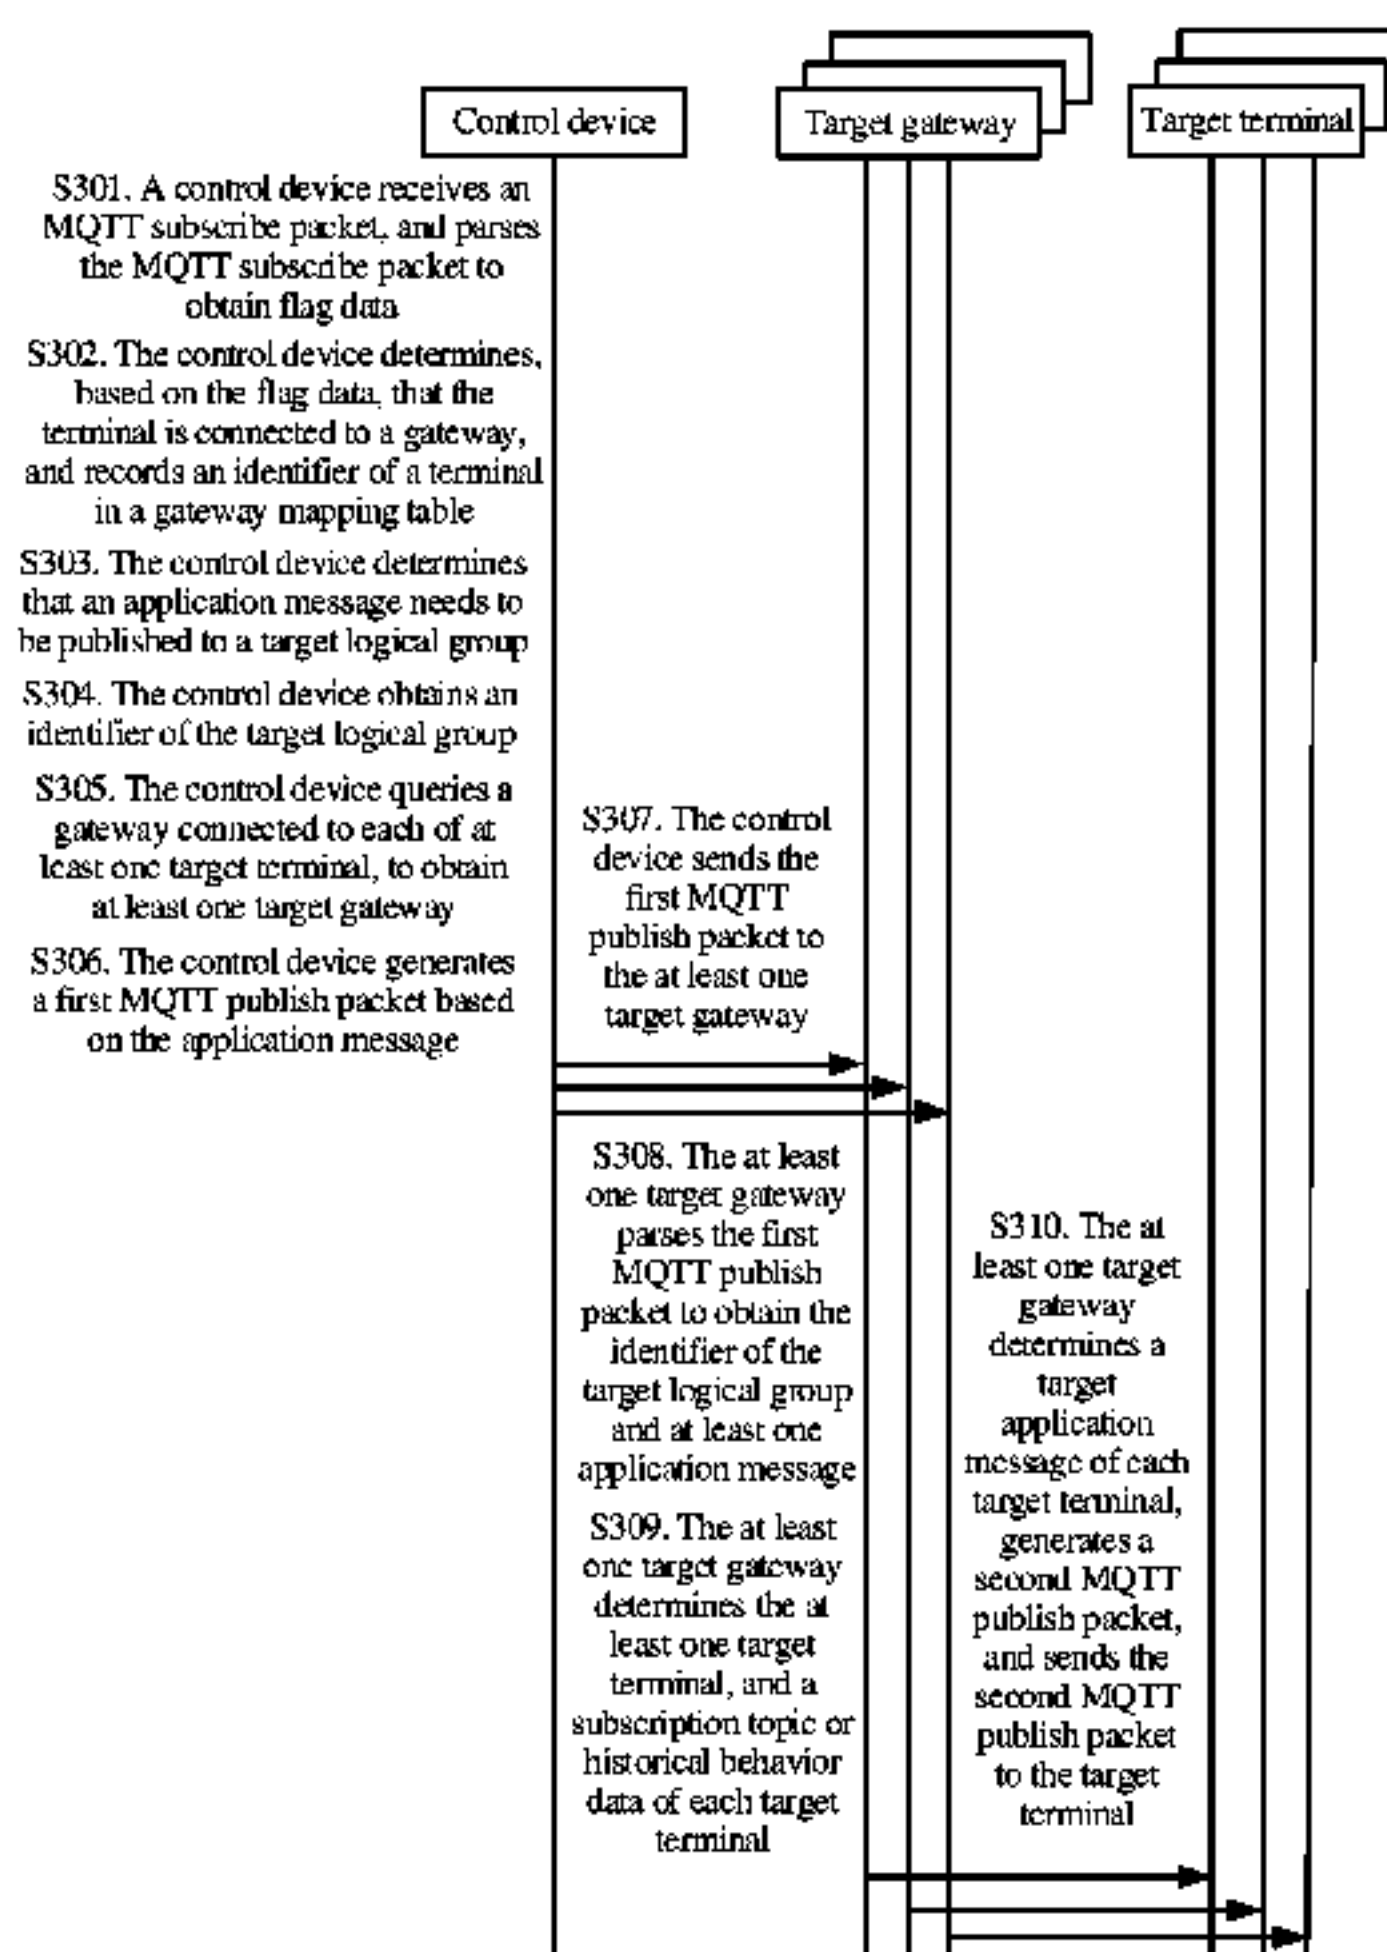 Control device
Target gateway
Target terminal
S301. A control device receives an
MQTT subscribe packet, and parses
the MQTT subscribe packet to
obtain flag data
S302. The control device determines,
based on the flag data, that the
terminal is connected to a gateway,
and records an identifier of a terminal
in a gateway mapping table
S303. The control device determines
that an application message needs to
be published to a target logical group
S304. The control device obtains an
identifier of the target logical group
S305. The control device queries a
gateway connected to each of at
least one target terminal, to obtain
at least one target gateway
S306. The control device generates
a first MQTT publish packet based
on the application message
S307. The control
device sends the
first MQTT
publish packet to
the at least one
target gateway
S308. The at least
one target gateway
parses the first
MQTT publish
packet to obtain the
identifier of the
target logical group
and at least one
application message
S309. The at least
one target gateway
determines the at
least one target
terminal, and a
subscription topic or
historical behavior
data of each target
terminal
S310. The at
least one target
gateway
determines a
target
application
message of each
target terminal,
generates a
second MQTT
publish packet,
and sends the
second MQTT
publish packet
to the target
terminal